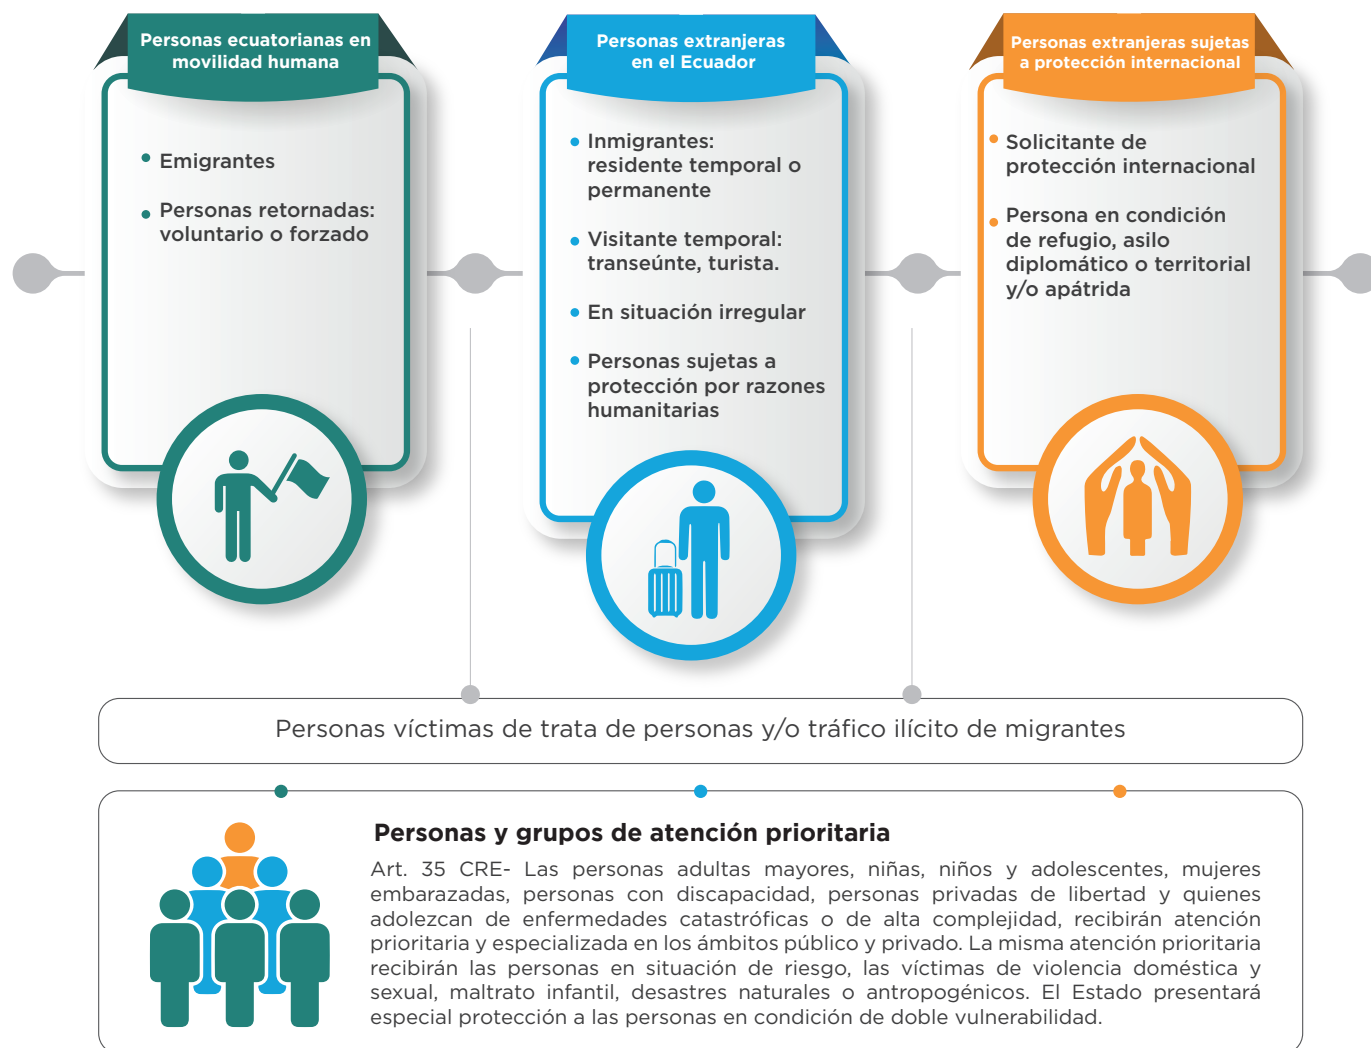 Personas ecuatorianas en
movilidad humana
Emigrantes
Personas retornadas:
voluntario o forzado
Personas extranjeras
en el Ecuador
Inmigrantes:
residente temporal o
permanente
Visitante temporal:
transeúnte, turista.
En situación irregular
Personas sujetas a
protección por razones
humanitarias
Personas extranjeras sujetas
a protección internacional
Solicitante de
protección internacional
Persona en condición
de refugio, asilo
diplomático o territorial
y/o apátrida
Personas víctimas de trata de personas y/o tráfico ilícito de migrantes
Personas y grupos de atención prioritaria
Art. 35 CRE- Las personas adultas mayores, niñas, niños y adolescentes, mujeres
embarazadas, personas con discapacidad, personas privadas de libertad y quienes
adolezcan de enfermedades catastróficas o de alta complejidad, recibirán atención
prioritaria y especializada en los ámbitos público y privado. La misma atención prioritaria
recibirán las personas en situación de riesgo, las víctimas de violencia doméstica y
sexual, maltrato infantil, desastres naturales o antropogénicos. El Estado presentará
especial protección a las personas en condición de doble vulnerabilidad.